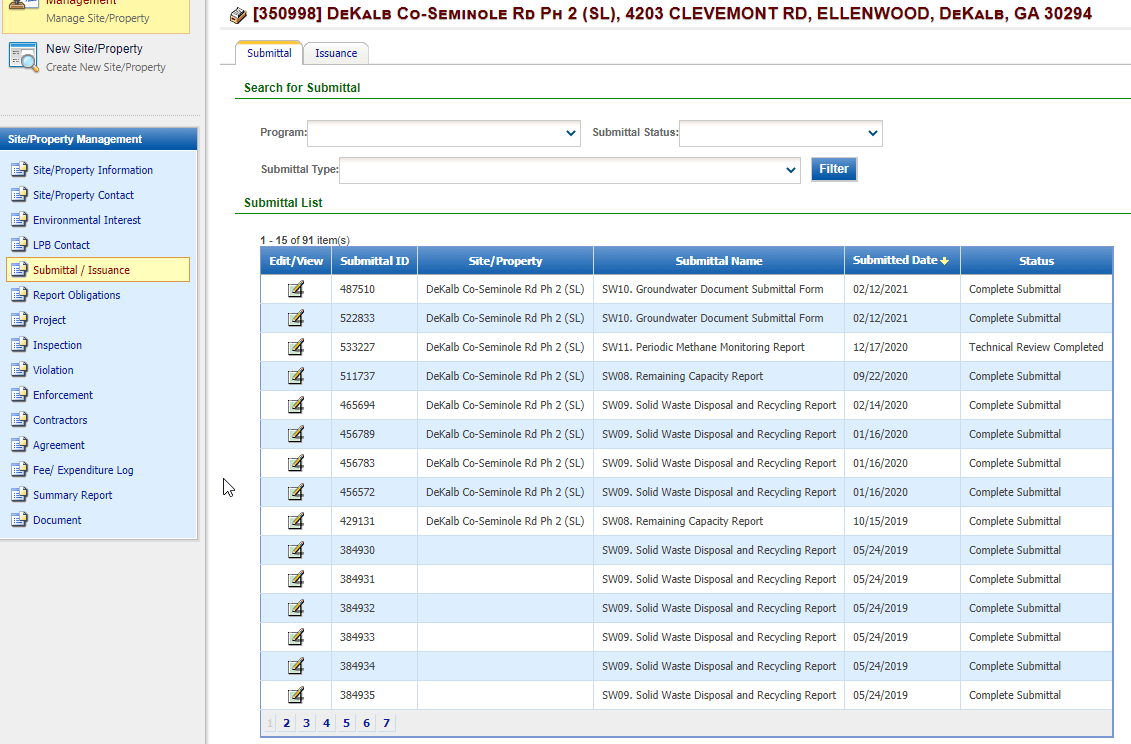 Management
Manage Site/Property
New Site/Property
Create New Site/Property
Site/Property Management
Site/Property Information
Site/Property Contact
Environmental Interest
LPB Contact
Submittal / Issuance
Report Obligations
Project
Inspection
Violation
Enforcement
Contractors
Agreement
Fee/ Expenditure Log
Summary Report
Document
[350998] DeKalb Co-Seminole Rd Ph 2 (SL), 4203 CLEVEMONT RD, ELLENWOOD, DeKalb, GA 30294
Submittal Issuance
Search for Submittal
Program: Submittal Status:
Submittal Type: Filter
Submittal List
1 - 15 of 91 item(s)
Edit/View Submittal ID Site/Property Submittal Name Submitted Date Status
487510 DeKalb Co-Seminole Rd Ph 2 (SL) SW10. Groundwater Document Submittal Form 02/12/2021 Complete Submittal
522833 DeKalb Co-Seminole Rd Ph 2 (SL) SW10. Groundwater Document Submittal Form 02/12/2021 Complete Submittal
533227 DeKalb Co-Seminole Rd Ph 2 (SL) SW11. Periodic Methane Monitoring Report 12/17/2020 Technical Review Completed
511737 DeKalb Co-Seminole Rd Ph 2 (SL) SW08. Remaining Capacity Report 09/22/2020 Complete Submittal
465694 DeKalb Co-Seminole Rd Ph 2 (SL) SW09. Solid Waste Disposal and Recycling Report 02/14/2020 Complete Submittal
456789 DeKalb Co-Seminole Rd Ph 2 (SL) SW09. Solid Waste Disposal and Recycling Report 01/16/2020 Complete Submittal
456783 DeKalb Co-Seminole Rd Ph 2 (SL) SW09. Solid Waste Disposal and Recycling Report 01/16/2020 Complete Submittal
456572 DeKalb Co-Seminole Rd Ph 2 (SL) SW09. Solid Waste Disposal and Recycling Report 01/16/2020 Complete Submittal
429131 DeKalb Co-Seminole Rd Ph 2 (SL) SW08. Remaining Capacity Report 10/15/2019 Complete Submittal
384930 SW09. Solid Waste Disposal and Recycling Report 05/24/2019 Complete Submittal
384931 SW09. Solid Waste Disposal and Recycling Report 05/24/2019 Complete Submittal
384932 SW09. Solid Waste Disposal and Recycling Report 05/24/2019 Complete Submittal
384933 SW09. Solid Waste Disposal and Recycling Report 05/24/2019 Complete Submittal
384934 SW09. Solid Waste Disposal and Recycling Report 05/24/2019 Complete Submittal
384935 SW09. Solid Waste Disposal and Recycling Report 05/24/2019 Complete Submittal
1 2 3 4 5 6 7